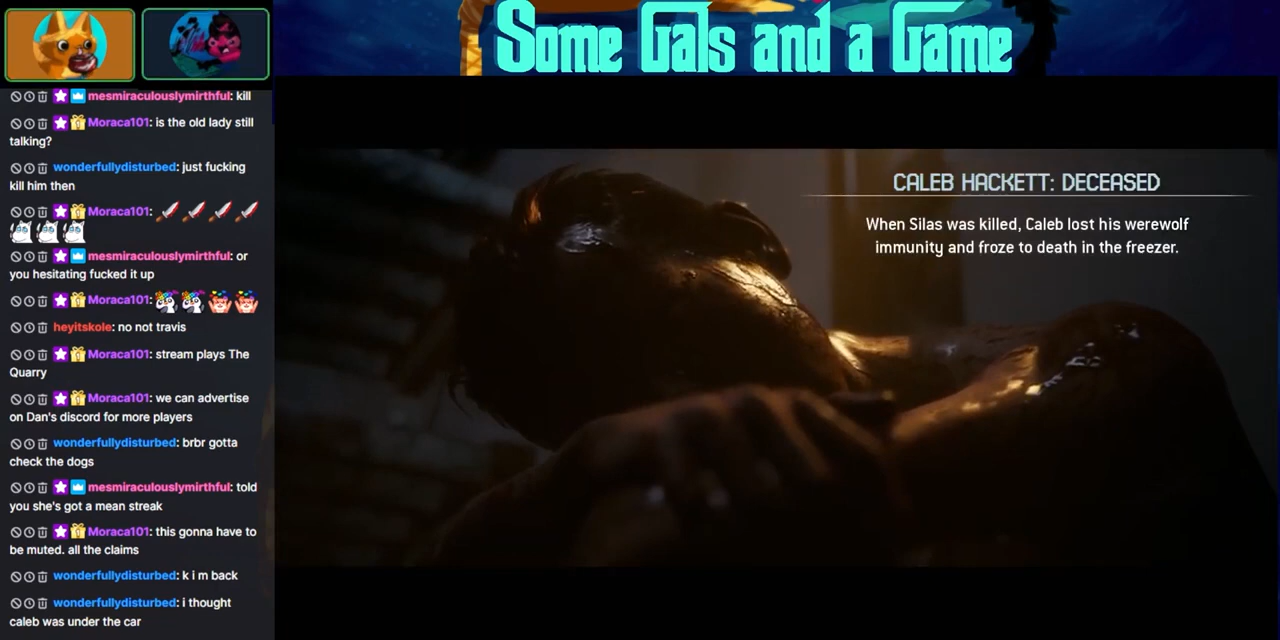 Some Gals and a Game
mesmiraculouslymirthful: kill
Moraca101: is the old lady still
talking?
wonderfullydisturbed: just fucking
kill him then
Moraca101:
mesmiraculouslymirthful: or
you hesitating fucked it up
Moraca101:
heyitskole: no not travis
Moraca101: stream plays The
Quarry
Moraca101: we can advertise
on Dan's discord for more players
wonderfullydisturbed: brbr gotta
check the dogs
mesmiraculouslymirthful: told
you she's got a mean streak
Moraca101: this gonna have to
be muted. all the claims
wonderfullydisturbed: k i m back
wonderfullydisturbed: i thought
caleb was under the car
CALEB HACKETT: DECEASED
When Silas was killed, Caleb lost his werewolf
immunity and froze to death in the freezer.